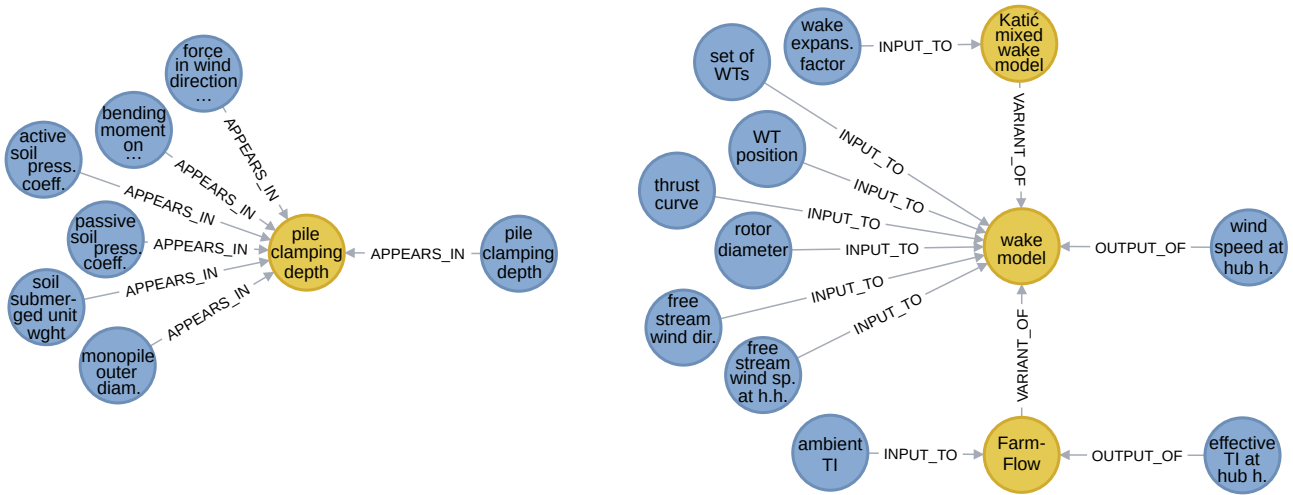 force
in wind
direction
…
APPEARS_IN
bending
moment
on
…
APPEARS_IN
active
soil
press.
coeff.
APPEARS_IN
passive
soil
press.
coeff.
APPEARS_IN
soil
submer-
ged unit
wght
APPEARS_IN
monopile
outer
diam.
APPEARS_IN
pile
clamping
depth
APPEARS_IN
pile
clamping
depth
wake
expans.
factor
INPUT_TO
Katić
mixed
wake
model
VARIANT_OF
set of
WTs
INPUT_TO
WT
position
INPUT_TO
thrust
curve
INPUT_TO
rotor
diameter
INPUT_TO
free
stream
wind dir.
INPUT_TO
free
stream
wind sp.
at h.h.
INPUT_TO
wake
model
OUTPUT_OF
wind
speed at
hub h.
VARIANT_OF
ambient
TI
INPUT_TO
Farm-
Flow
OUTPUT_OF
effective
TI at
hub h.